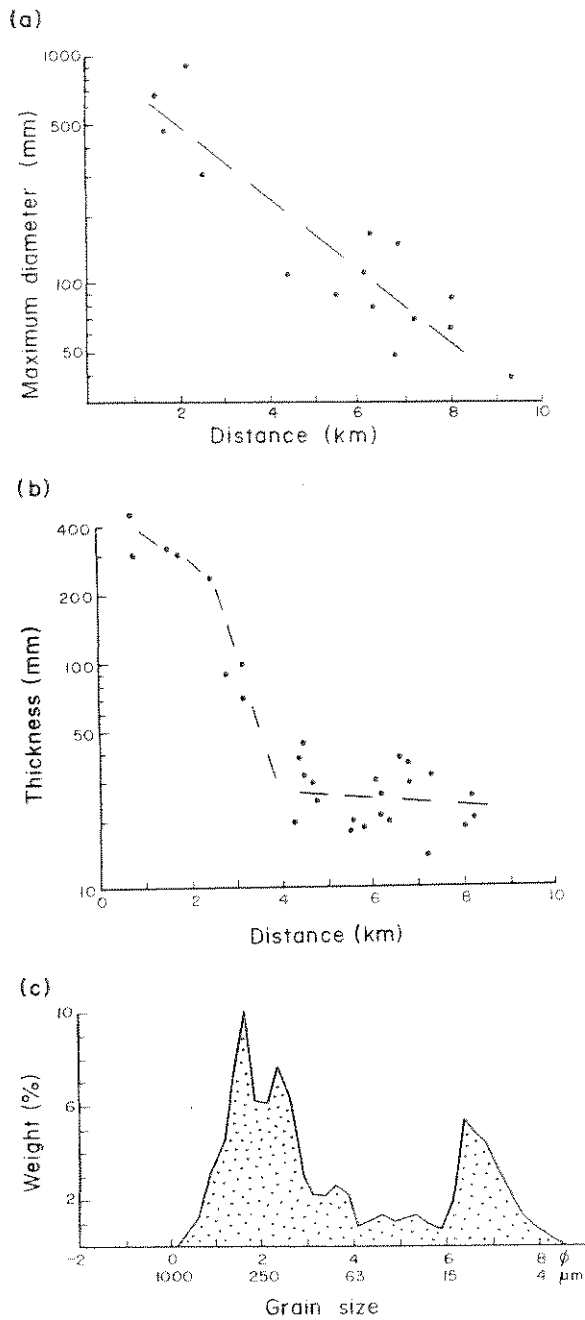 (a)
1000
500
100
50
2
4
6
8
10
Maximum diameter (mm)
Distance (km)
(b)
400
200
100
50
10
0
2
4
6
8
10
Thickness (mm)
Distance (km)
(c)
10
6
2
Weight (%)
-2 0 2 4 6 8 ϕ
1000 250 63 15 4 μm
Grain size